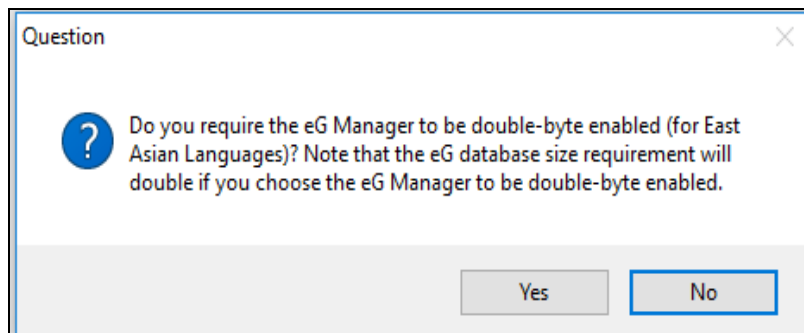 Question
Do you require the eG Manager to be double-byte enabled (for East
Asian Languages)? Note that the eG database size requirement will
double if you choose the eG Manager to be double-byte enabled.
Yes No